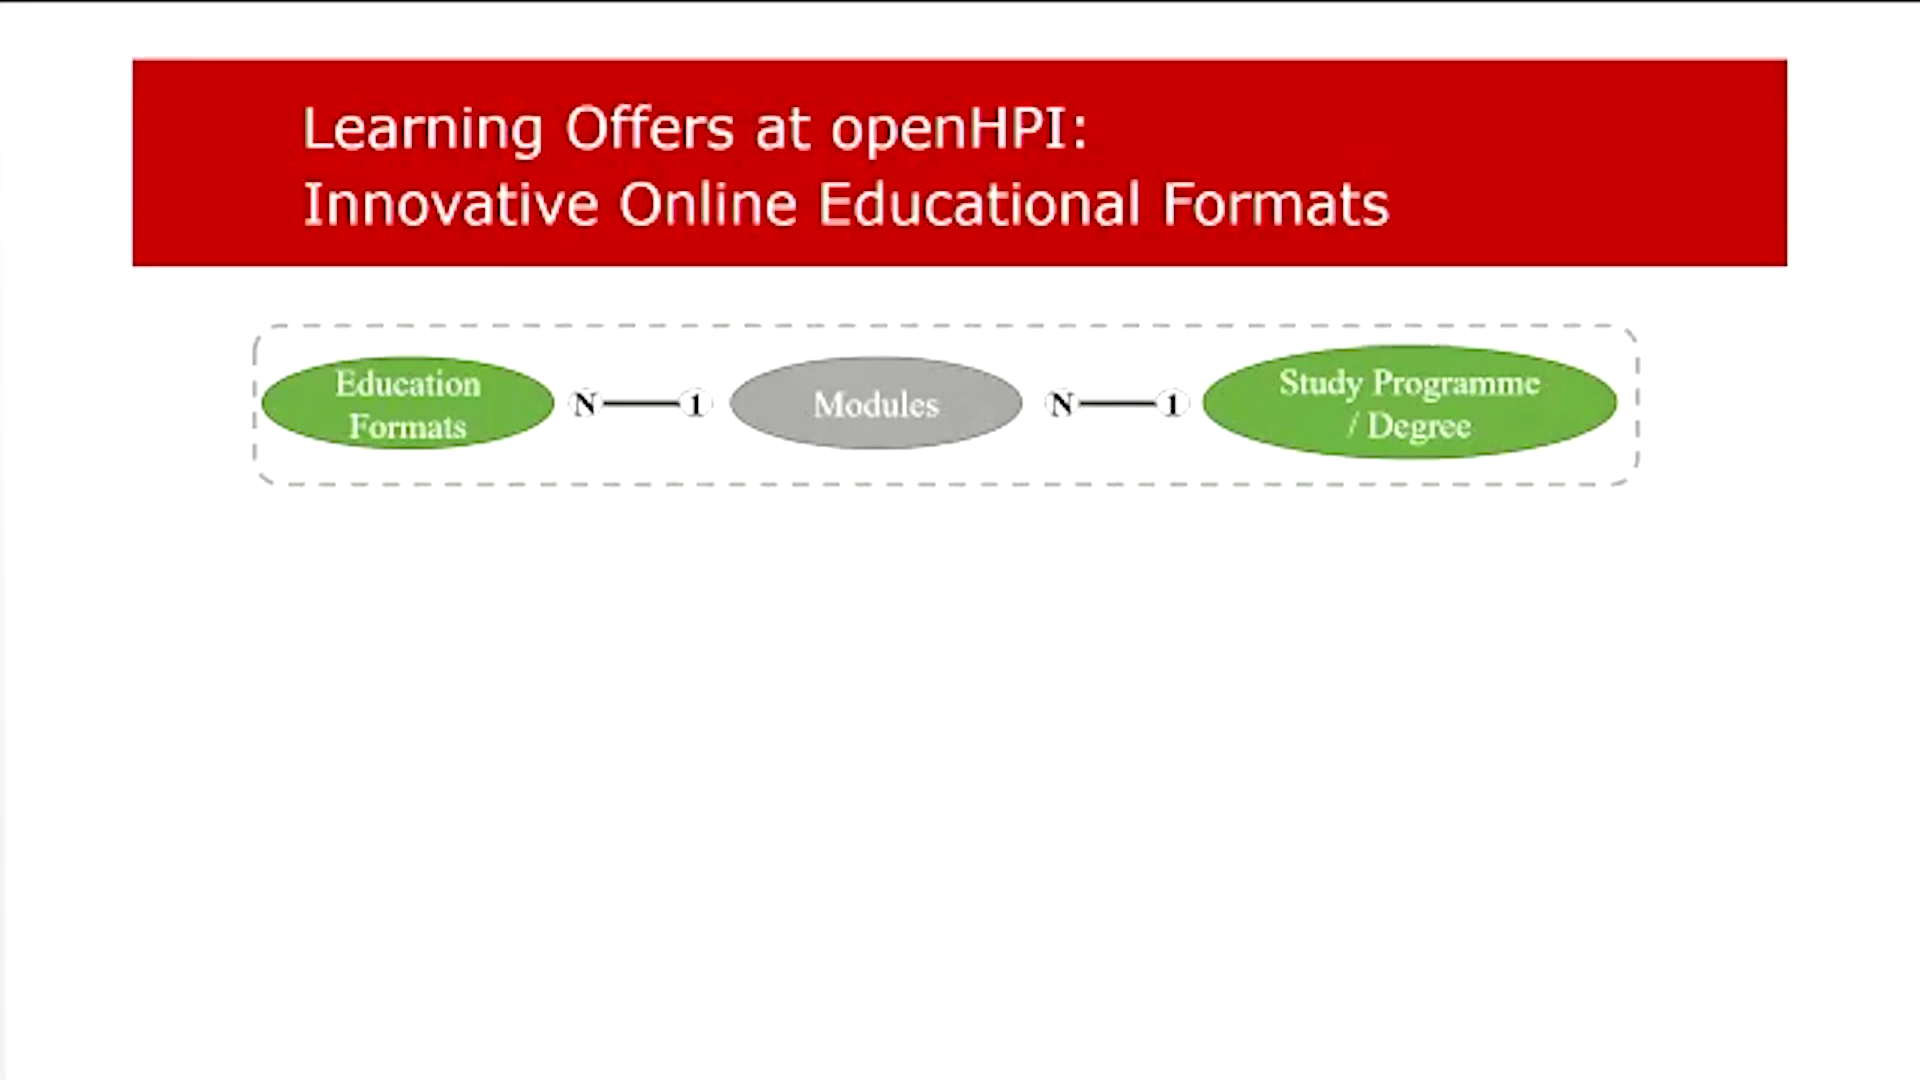 Learning Offers at openHPI:
Innovative Online Educational Formats
Education
Formats
N
1
Modules
N
1
Study Programme
/ Degree